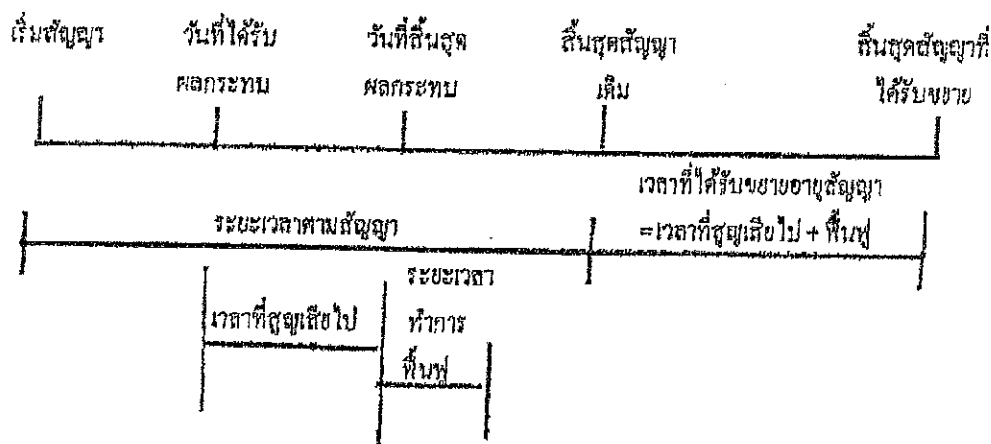 เริ่มสัญญา
วันที่ได้รับ
ผลกระทบ
วันที่สิ้นสุด
ผลกระทบ
สิ้นสุดสัญญา
เดิม
สิ้นสุดสัญญาที่
ได้รับขยาย
เวลาที่ได้รับขยายอายุสัญญา
=เวลาที่สูญเสียไป + ฟื้นฟู
ระยะเวลาตามสัญญา
เวลาที่สูญเสียไป
ระยะเวลา
ทำการ
ฟื้นฟู